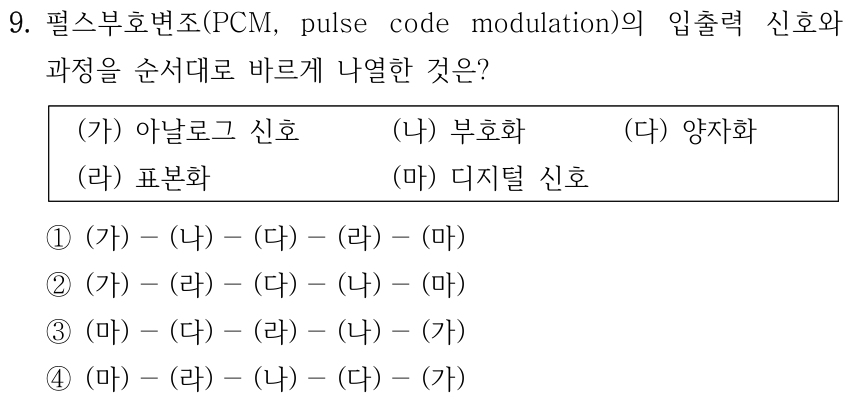 9. 펄스부호변조(PCM, pulse code modulation)의 입출력 신호와
과정을 순서대로 바르게 나열한 것은?
(가) 아날로그 신호 (나) 부호화 (다) 양자화
(라) 표본화 (마) 디지털 신호
① (가) − (나) − (다) − (라) − (마)
② (가) − (라) − (다) − (나) − (마)
③ (마) − (다) − (라) − (나) − (가)
④ (마) − (라) − (나) − (다) − (가)